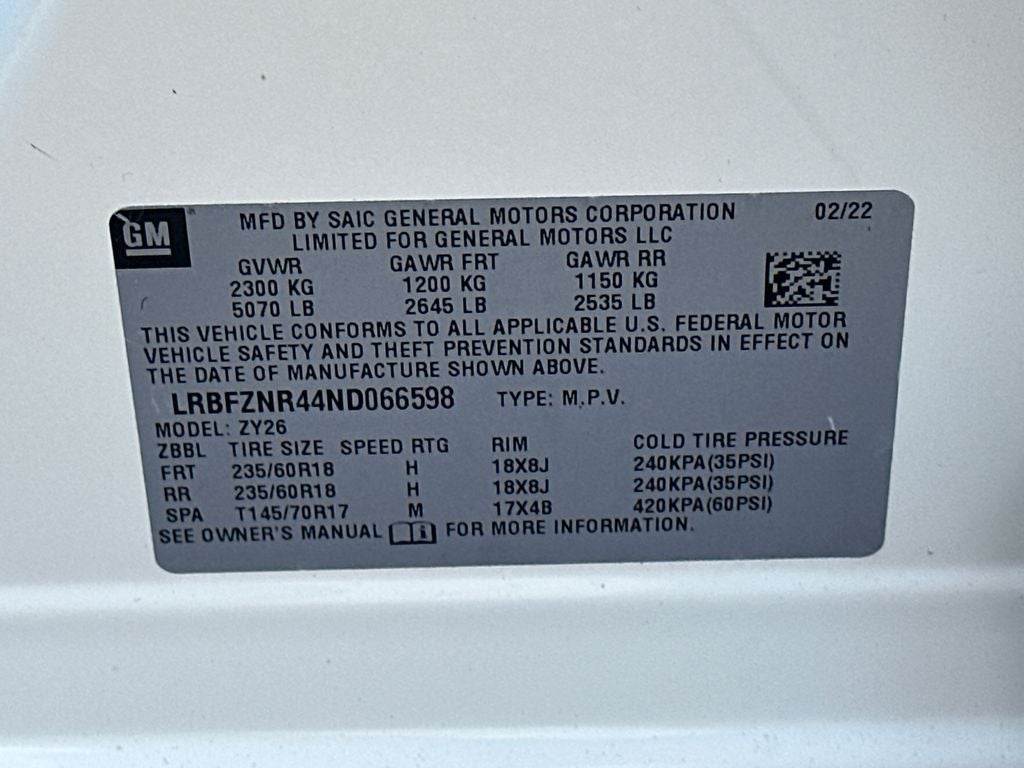 GM
MFD BY SAIC GENERAL MOTORS CORPORATION 02/22
LIMITED FOR GENERAL MOTORS LLC
GVWR GAWR FRT GAWR RR
2300 KG 1200 KG 1150 KG
5070 LB 2645 LB 2535 LB
THIS VEHICLE CONFORMS TO ALL APPLICABLE U.S. FEDERAL MOTOR
VEHICLE SAFETY AND THEFT PREVENTION STANDARDS IN EFFECT ON
THE DATE OF MANUFACTURE SHOWN ABOVE.
LRBFZNR44ND066598 TYPE: M.P.V.
MODEL: ZY26
ZBBL TIRE SIZE SPEED RTG RIM COLD TIRE PRESSURE
FRT 235/60R18 H 18X8J 240KPA(35PSI)
RR 235/60R18 H 18X8J 240KPA(35PSI)
SPA T145/70R17 M 17X4B 420KPA(60PSI)
SEE OWNER'S MANUAL i FOR MORE INFORMATION.